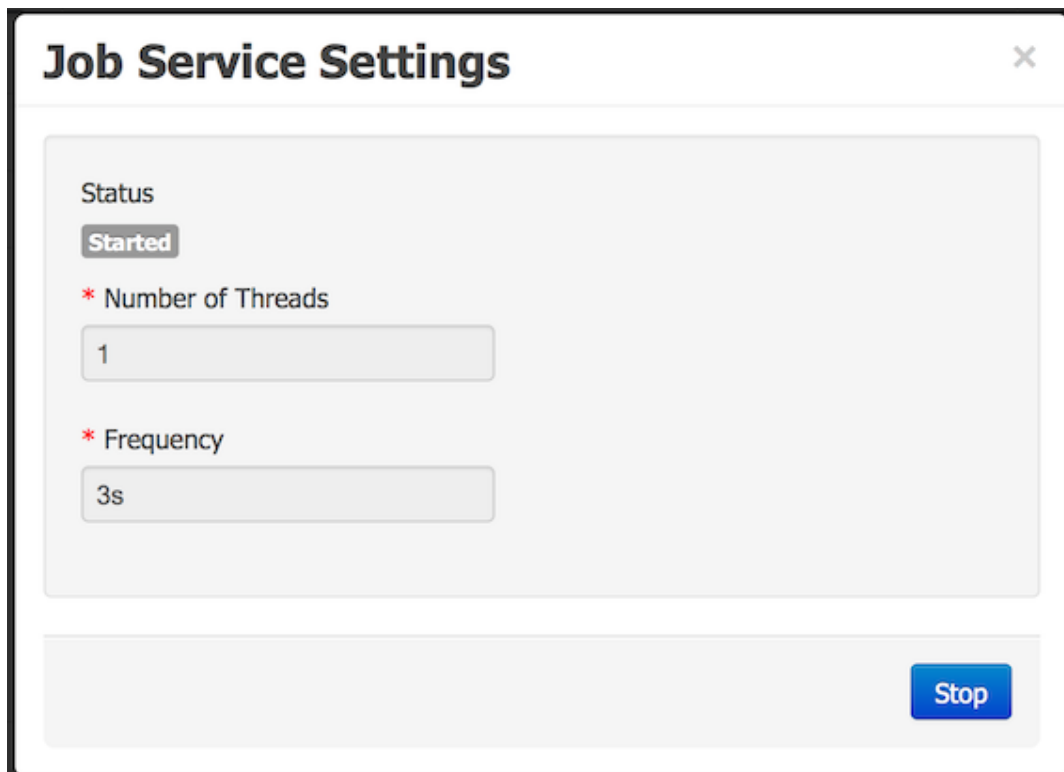 Job Service Settings ×
Status
Started
* Number of Threads
1
* Frequency
3s
Stop